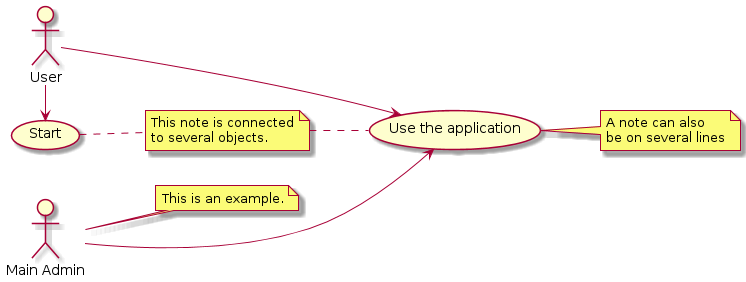 User
Start
This note is connected
to several objects.
Use the application
A note can also
be on several lines
This is an example.
Main Admin